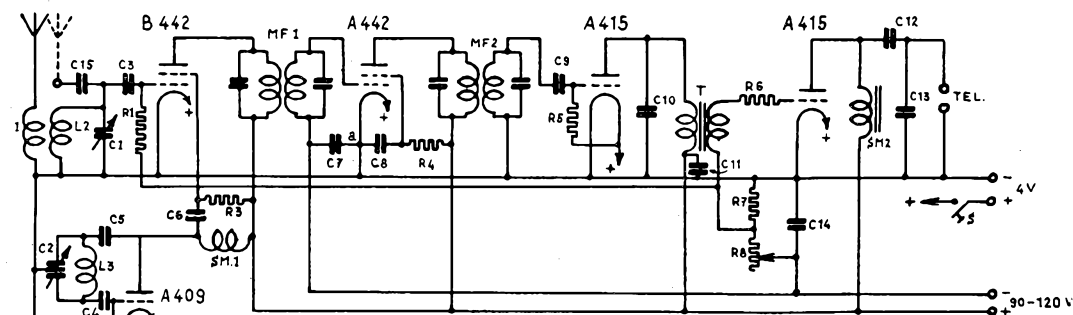 B 442
A 442
A 415
A 415
C12
MF 1
MF2
C15
C3
C9
T
R6
TEL.
R1
1
L2
C1
R5
C10
C13
SM2
a
C7
C8
R4
C11
4V
R3
C6
R7
C14
R8
S
C2
C5
L3
SM.1
A 409
C4
90-120 V